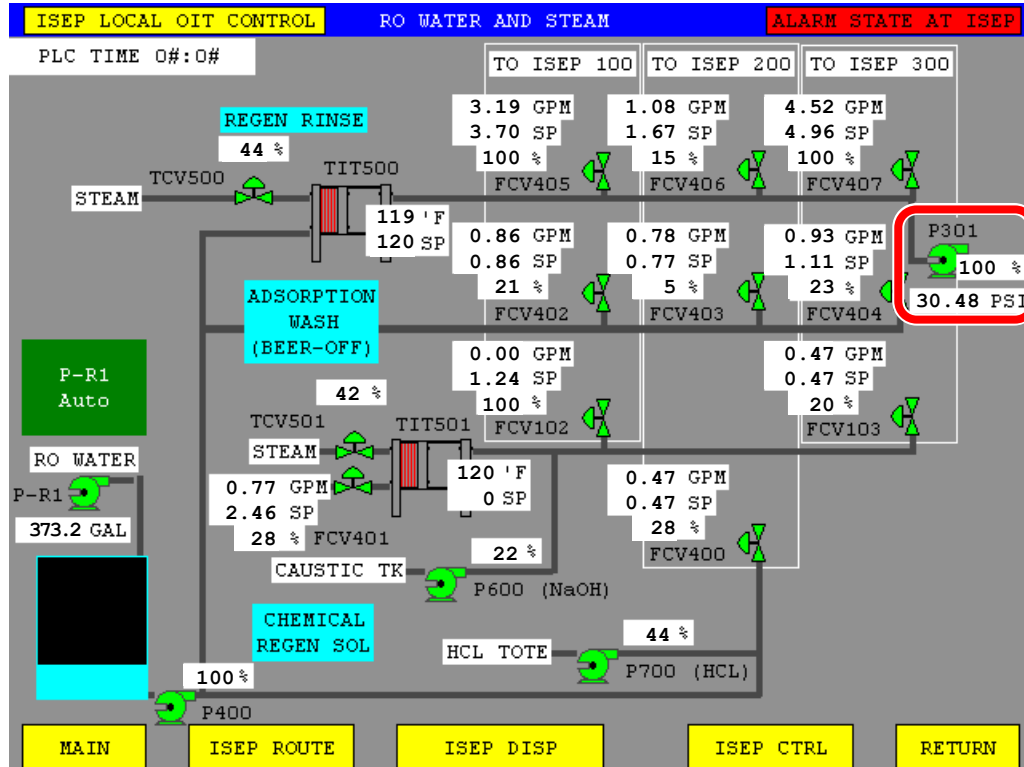 ISEP LOCAL OIT CONTROL
RO WATER AND STEAM
ALARM STATE AT ISEP
PLC TIME 0#:0#
TO ISEP 100
TO ISEP 200
TO ISEP 300
REGEN RINSE
44 %
3.19 GPM
3.70 SP
100 %
FCV405
1.08 GPM
1.67 SP
15 %
FCV406
4.52 GPM
4.96 SP
100 %
FCV407
TCV500
TIT500
STEAM
119 'F
120 SP
0.86 GPM
0.86 SP
21 %
FCV402
0.78 GPM
0.77 SP
5 %
FCV403
0.93 GPM
1.11 SP
23 %
FCV404
P301
100 %
30.48 PSI
ADSORPTION
WASH
(BEER-OFF)
P-R1
Auto
42 %
0.00 GPM
1.24 SP
100 %
FCV102
0.47 GPM
0.47 SP
20 %
FCV103
TCV501
TIT501
STEAM
RO WATER
P-R1
373.2 GAL
0.77 GPM
2.46 SP
28 %
FCV401
120 'F
0 SP
0.47 GPM
0.47 SP
28 %
FCV400
22 %
CAUSTIC TK
P600 (NaOH)
CHEMICAL
REGEN SOL
44 %
HCL TOTE
P700 (HCL)
100 %
P400
MAIN
ISEP ROUTE
ISEP DISP
ISEP CTRL
RETURN